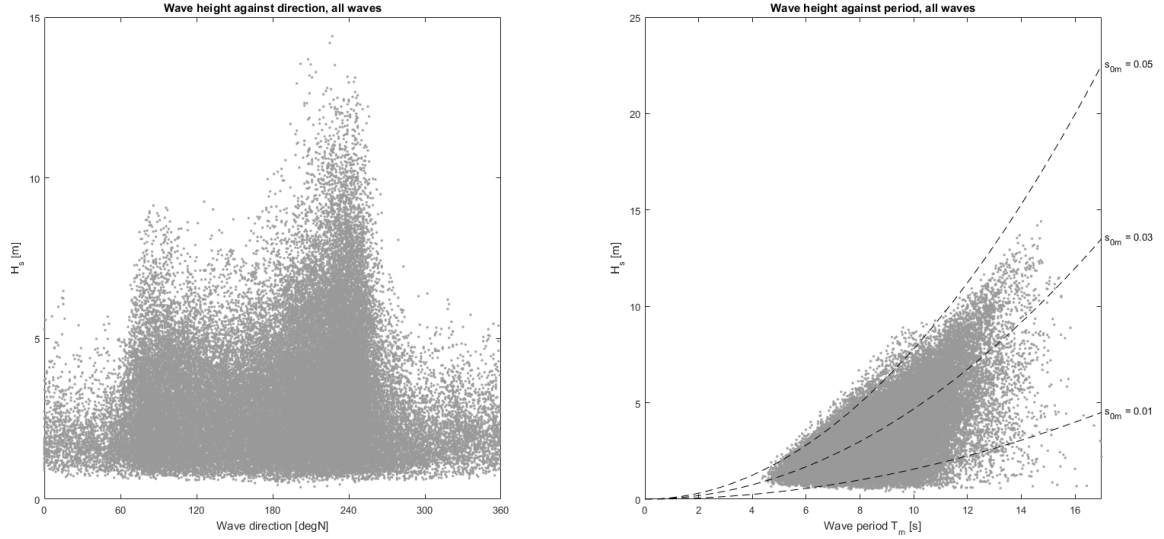 Wave height against direction, all waves
15
10
5
0
H_s [m]
0 60 120 180 240 300 360
Wave direction [degN]
Wave height against period, all waves
25
20
15
10
5
0
H_s [m]
s_0m = 0.05
s_0m = 0.03
s_0m = 0.01
0 2 4 6 8 10 12 14 16
Wave period T_m [s]